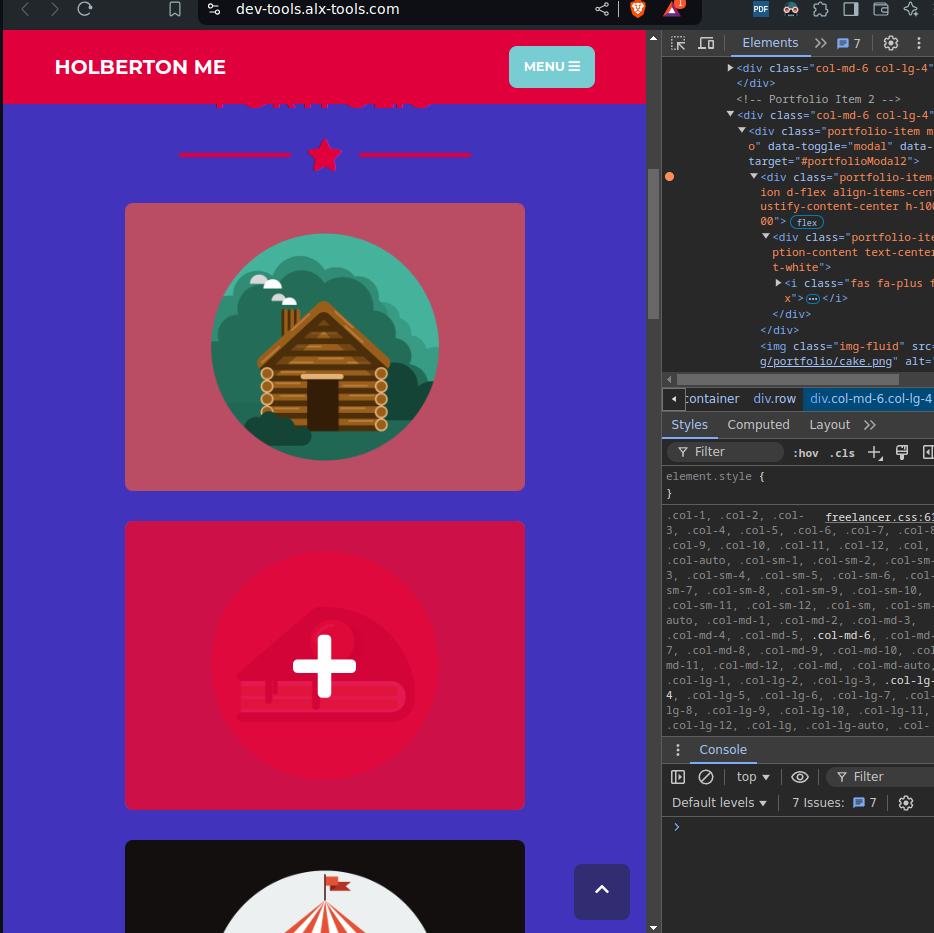 dev-tools.alx-tools.com
1
PDF
HOLBERTON ME
MENU
PORTFOLIO
Elements
7
<div class="col-md-6 col-lg-4"
</div>
<!-- Portfolio Item 2 -->
<div class="col-md-6 col-lg-4"
<div class="portfolio-item m
o" data-toggle="modal" data-
target="#portfolioModal2">
<div class="portfolio-item-
ion d-flex align-items-cent
ustify-content-center h-100
00"> flex
<div class="portfolio-ite
ption-content text-center
t-white">
<i class="fas fa-plus f
x"> … </i>
</div>
</div>
<img class="img-fluid" src=
g/portfolio/cake.png" alt="
container div.row div.col-md-6.col-lg-4
Styles Computed Layout
Filter :hov .cls
element.style {
}
.col-1, .col-2, .col- freelancer.css:61
3, .col-4, .col-5, .col-6, .col-7, .col-8
.col-9, .col-10, .col-11, .col-12, .col,
.col-auto, .col-sm-1, .col-sm-2, .col-sm-
3, .col-sm-4, .col-sm-5, .col-sm-6, .col-
sm-7, .col-sm-8, .col-sm-9, .col-sm-10,
.col-sm-11, .col-sm-12, .col-sm, .col-sm-
auto, .col-md-1, .col-md-2, .col-md-3,
.col-md-4, .col-md-5, .col-md-6, .col-md-
7, .col-md-8, .col-md-9, .col-md-10, .col
md-11, .col-md-12, .col-md, .col-md-auto,
.col-lg-1, .col-lg-2, .col-lg-3, .col-lg-
4, .col-lg-5, .col-lg-6, .col-lg-7, .col-
lg-8, .col-lg-9, .col-lg-10, .col-lg-11,
.col-lg-12, .col-lg, .col-lg-auto, .col-
Console
top Filter
Default levels 7 Issues: 7